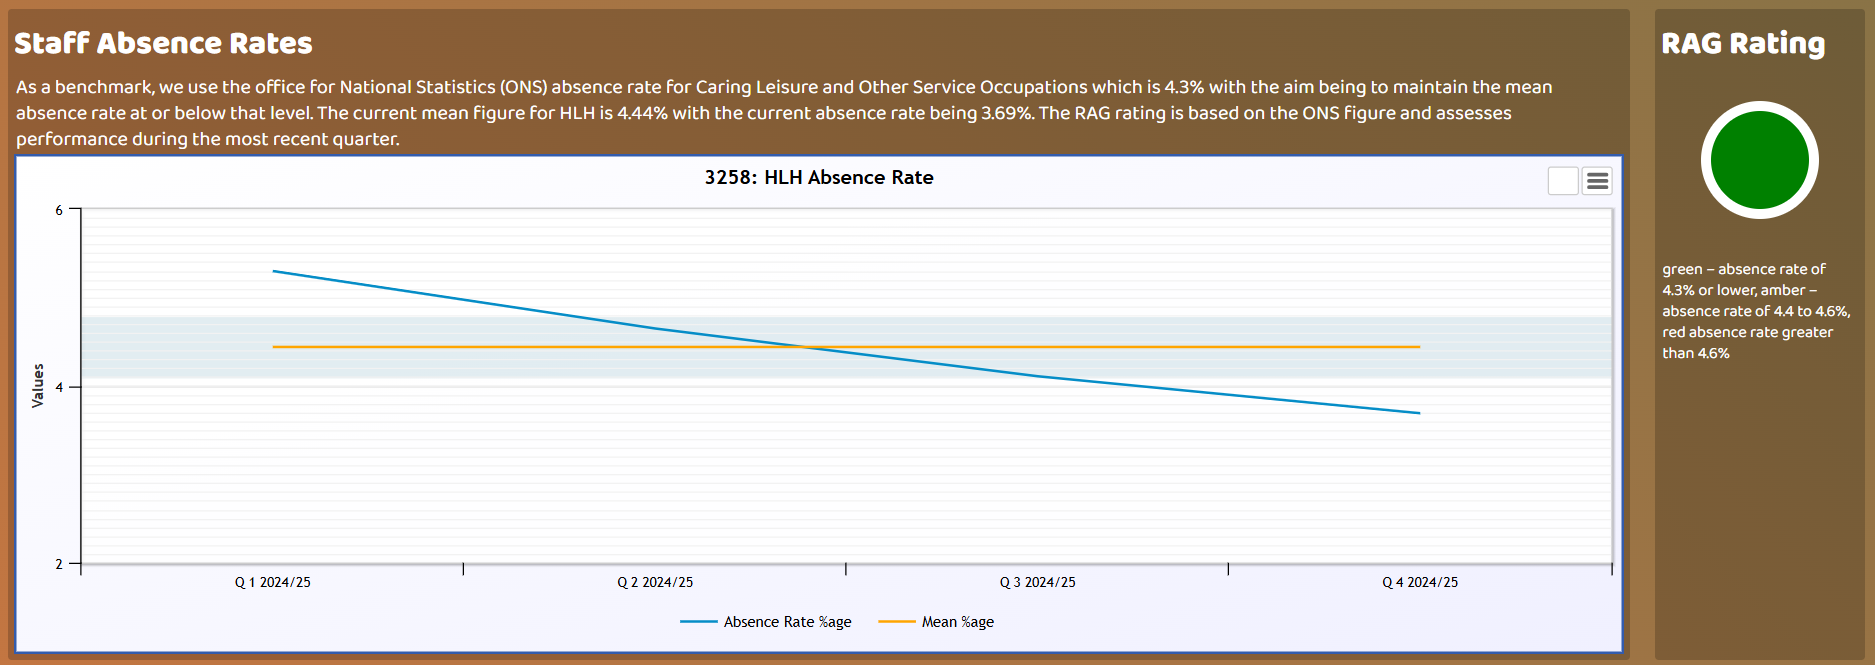 Staff Absence Rates
As a benchmark, we use the office for National Statistics (ONS) absence rate for Caring Leisure and Other Service Occupations which is 4.3% with the aim being to maintain the mean
absence rate at or below that level. The current mean figure for HLH is 4.44% with the current absence rate being 3.69%. The RAG rating is based on the ONS figure and assesses
performance during the most recent quarter.
3258: HLH Absence Rate
6
4
2
Values
Q 1 2024/25
Q 2 2024/25
Q 3 2024/25
Q 4 2024/25
Absence Rate %age
Mean %age
RAG Rating
green – absence rate of
4.3% or lower, amber –
absence rate of 4.4 to 4.6%,
red absence rate greater
than 4.6%